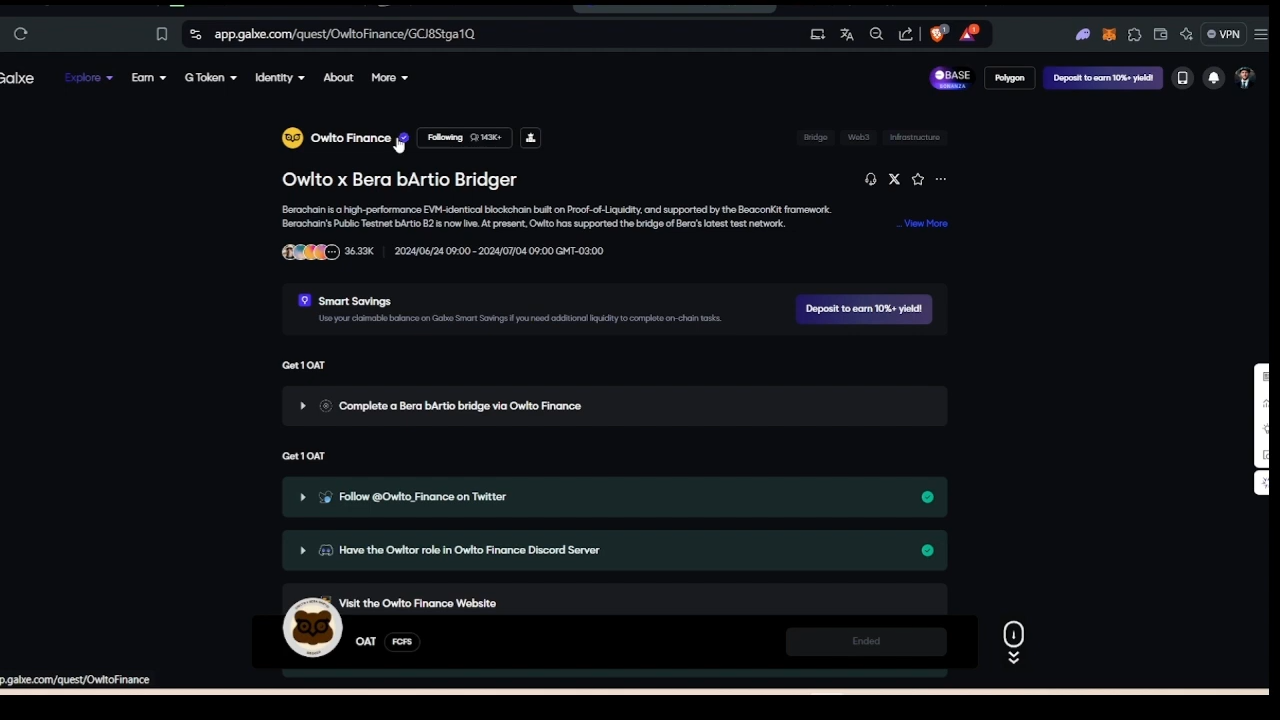 app.galxe.com/quest/OwltoFinance/GCJ8Stga1Q
1
1
VPN
Galxe
Explore
Earn
G Token
Identity
About
More
BASE
BONANZA
Polygon
Deposit to earn 10%+ yield!
Owlto Finance
Following
143K+
Bridge
Web3
Infrastructure
Owlto x Bera bArtio Bridger
Berachain is a high-performance EVM-identical blockchain built on Proof-of-Liquidity, and supported by the BeaconKit framework.
Berachain's Public Testnet bArtio B2 is now live. At present, Owlto has supported the bridge of Bera's latest test network.
... View More
36.33K
2024/06/24 09:00 - 2024/07/04 09:00 GMT-03:00
Smart Savings
Use your claimable balance on Galxe Smart Savings if you need additional liquidity to complete on-chain tasks.
Deposit to earn 10%+ yield!
Get 1 OAT
Complete a Bera bArtio bridge via Owlto Finance
Get 1 OAT
Follow @Owlto_Finance on Twitter
Have the Owltor role in Owlto Finance Discord Server
Visit the Owlto Finance Website
OAT
FCFS
Ended
p.galxe.com/quest/OwltoFinance